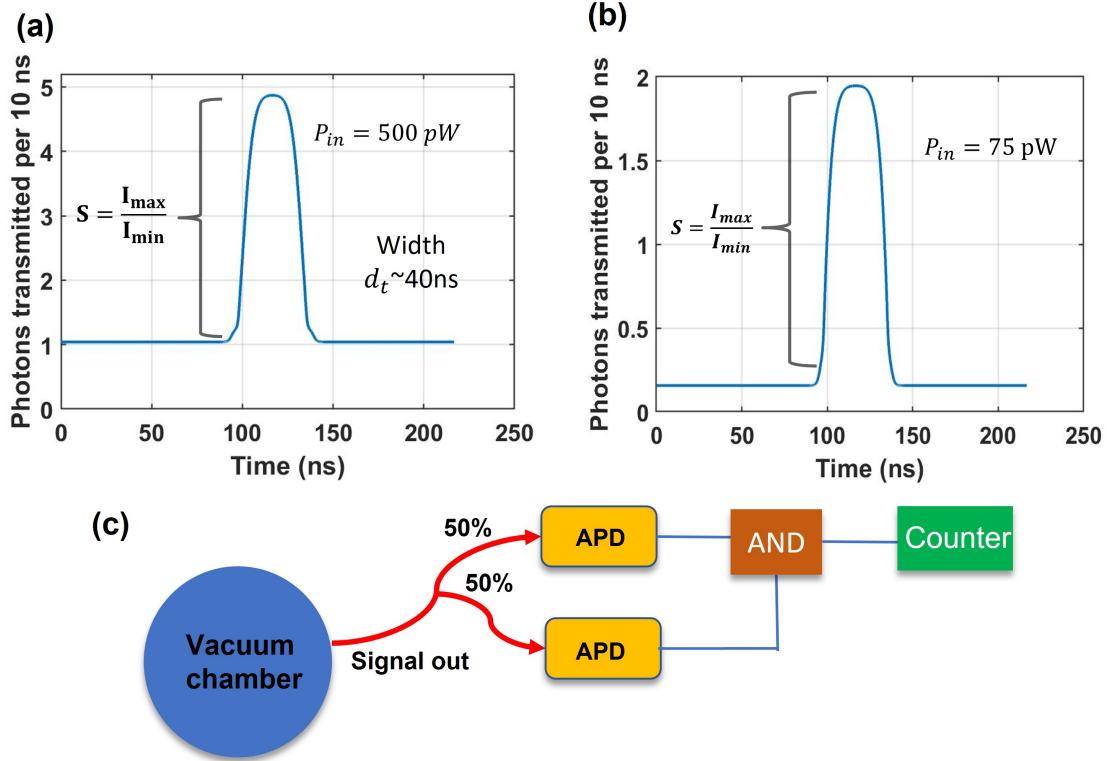 (a)
Photons transmitted per 10 ns
5
4
3
2
1
0
0 50 100 150 200 250
Time (ns)
P_in = 500 pW
S = I_max / I_min
Width
d_t~40ns
(b)
Photons transmitted per 10 ns
2
1.5
1
0.5
0
0 50 100 150 200 250
Time (ns)
P_in = 75 pW
S = I_max / I_min
(c)
Vacuum
chamber
Signal out
50%
50%
APD
APD
AND
Counter